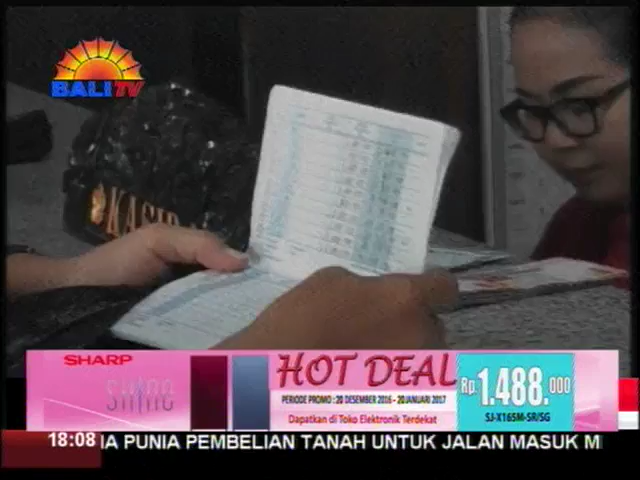 BALI TV
KASIR
SHARP
HOT DEAL
PERIODE PROMO : 20 DESEMBER 2016 - 20 JANUARI 2017
Dapatkan di Toko Elektronik Terdekat
Rp 1.488.000
SJ-X165M-SR/SG
18:08 IA PUNIA PEMBELIAN TANAH UNTUK JALAN MASUK M